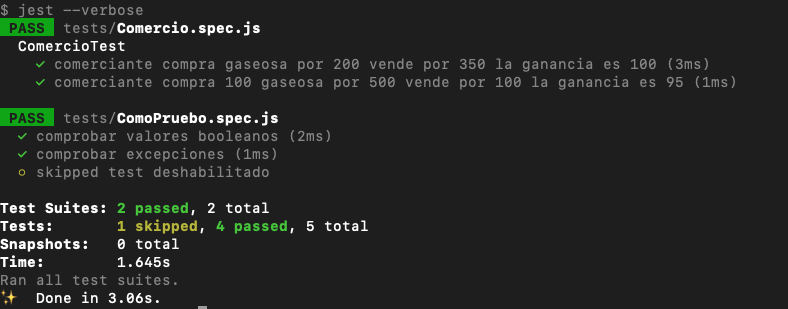 $ jest --verbose
PASS tests/Comercio.spec.js
ComercioTest
✓ comerciante compra gaseosa por 200 vende por 350 la ganancia es 100 (3ms)
✓ comerciante compra 100 gaseosa por 500 vende por 100 la ganancia es 95 (1ms)
PASS tests/ComoPruebo.spec.js
✓ comprobar valores booleanos (2ms)
✓ comprobar excepciones (1ms)
○ skipped test deshabilitado
Test Suites: 2 passed, 2 total
Tests: 1 skipped, 4 passed, 5 total
Snapshots: 0 total
Time: 1.645s
Ran all test suites.
✨ Done in 3.06s.